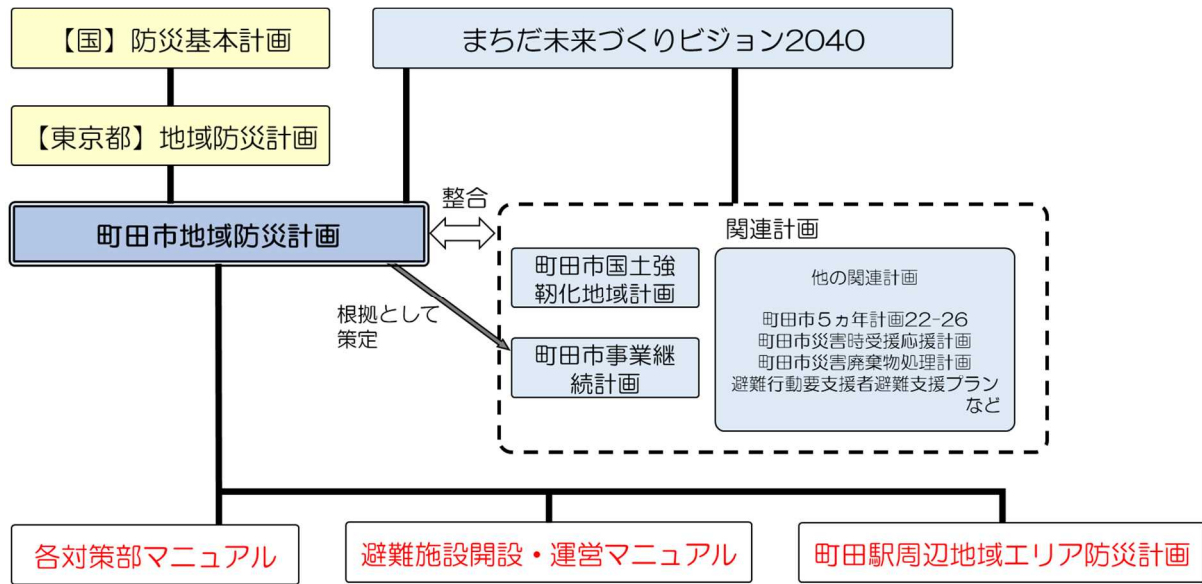 【国】防災基本計画
まちだ未来づくりビジョン2040
【東京都】地域防災計画
整合
町田市地域防災計画
関連計画
町田市国土強
靭化地域計画
根拠として
策定
町田市事業継
続計画
他の関連計画
町田市5ヵ年計画22-26
町田市災害時受援応援計画
町田市災害廃棄物処理計画
避難行動要支援者避難支援プラン
など
各対策部マニュアル
避難施設開設・運営マニュアル
町田駅周辺地域エリア防災計画